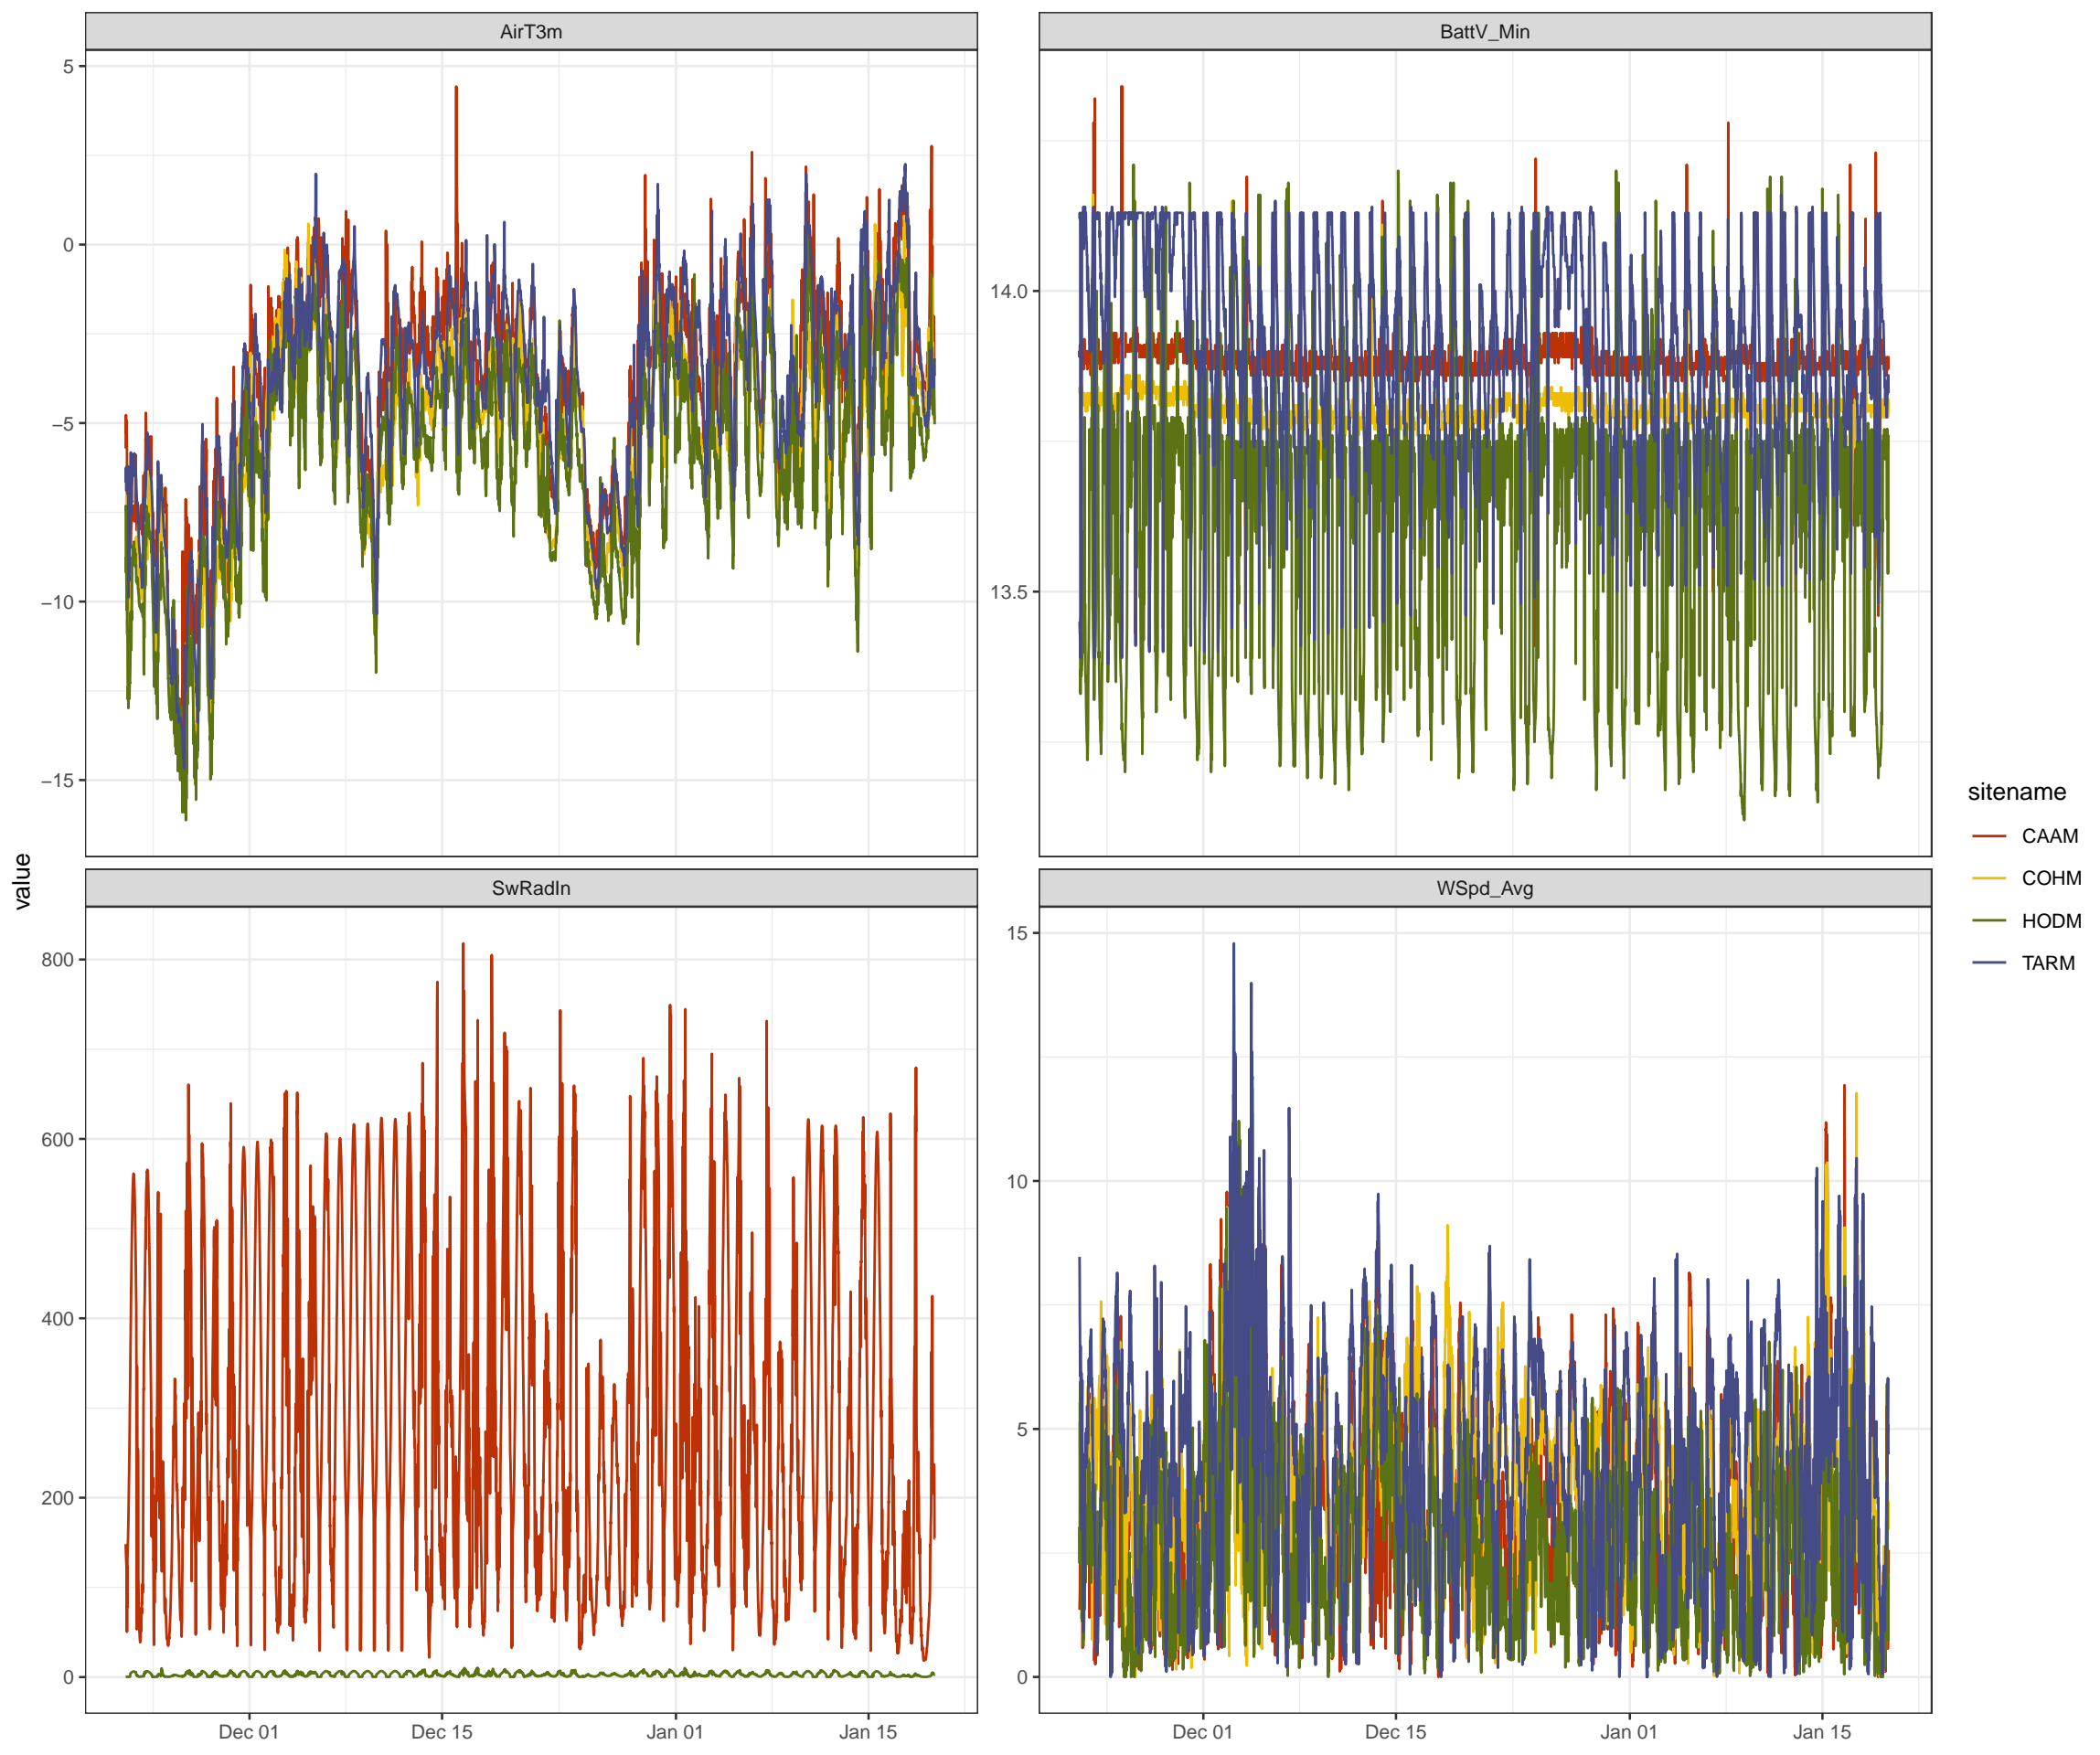 AirT3m
BattV_Min
5
0
−5
−10
−15
14.0
13.5
value
SwRadIn
WSpd_Avg
800
600
400
200
0
15
10
5
0
Dec 01
Dec 15
Jan 01
Jan 15
Dec 01
Dec 15
Jan 01
Jan 15
sitename
CAAM
COHM
HODM
TARM